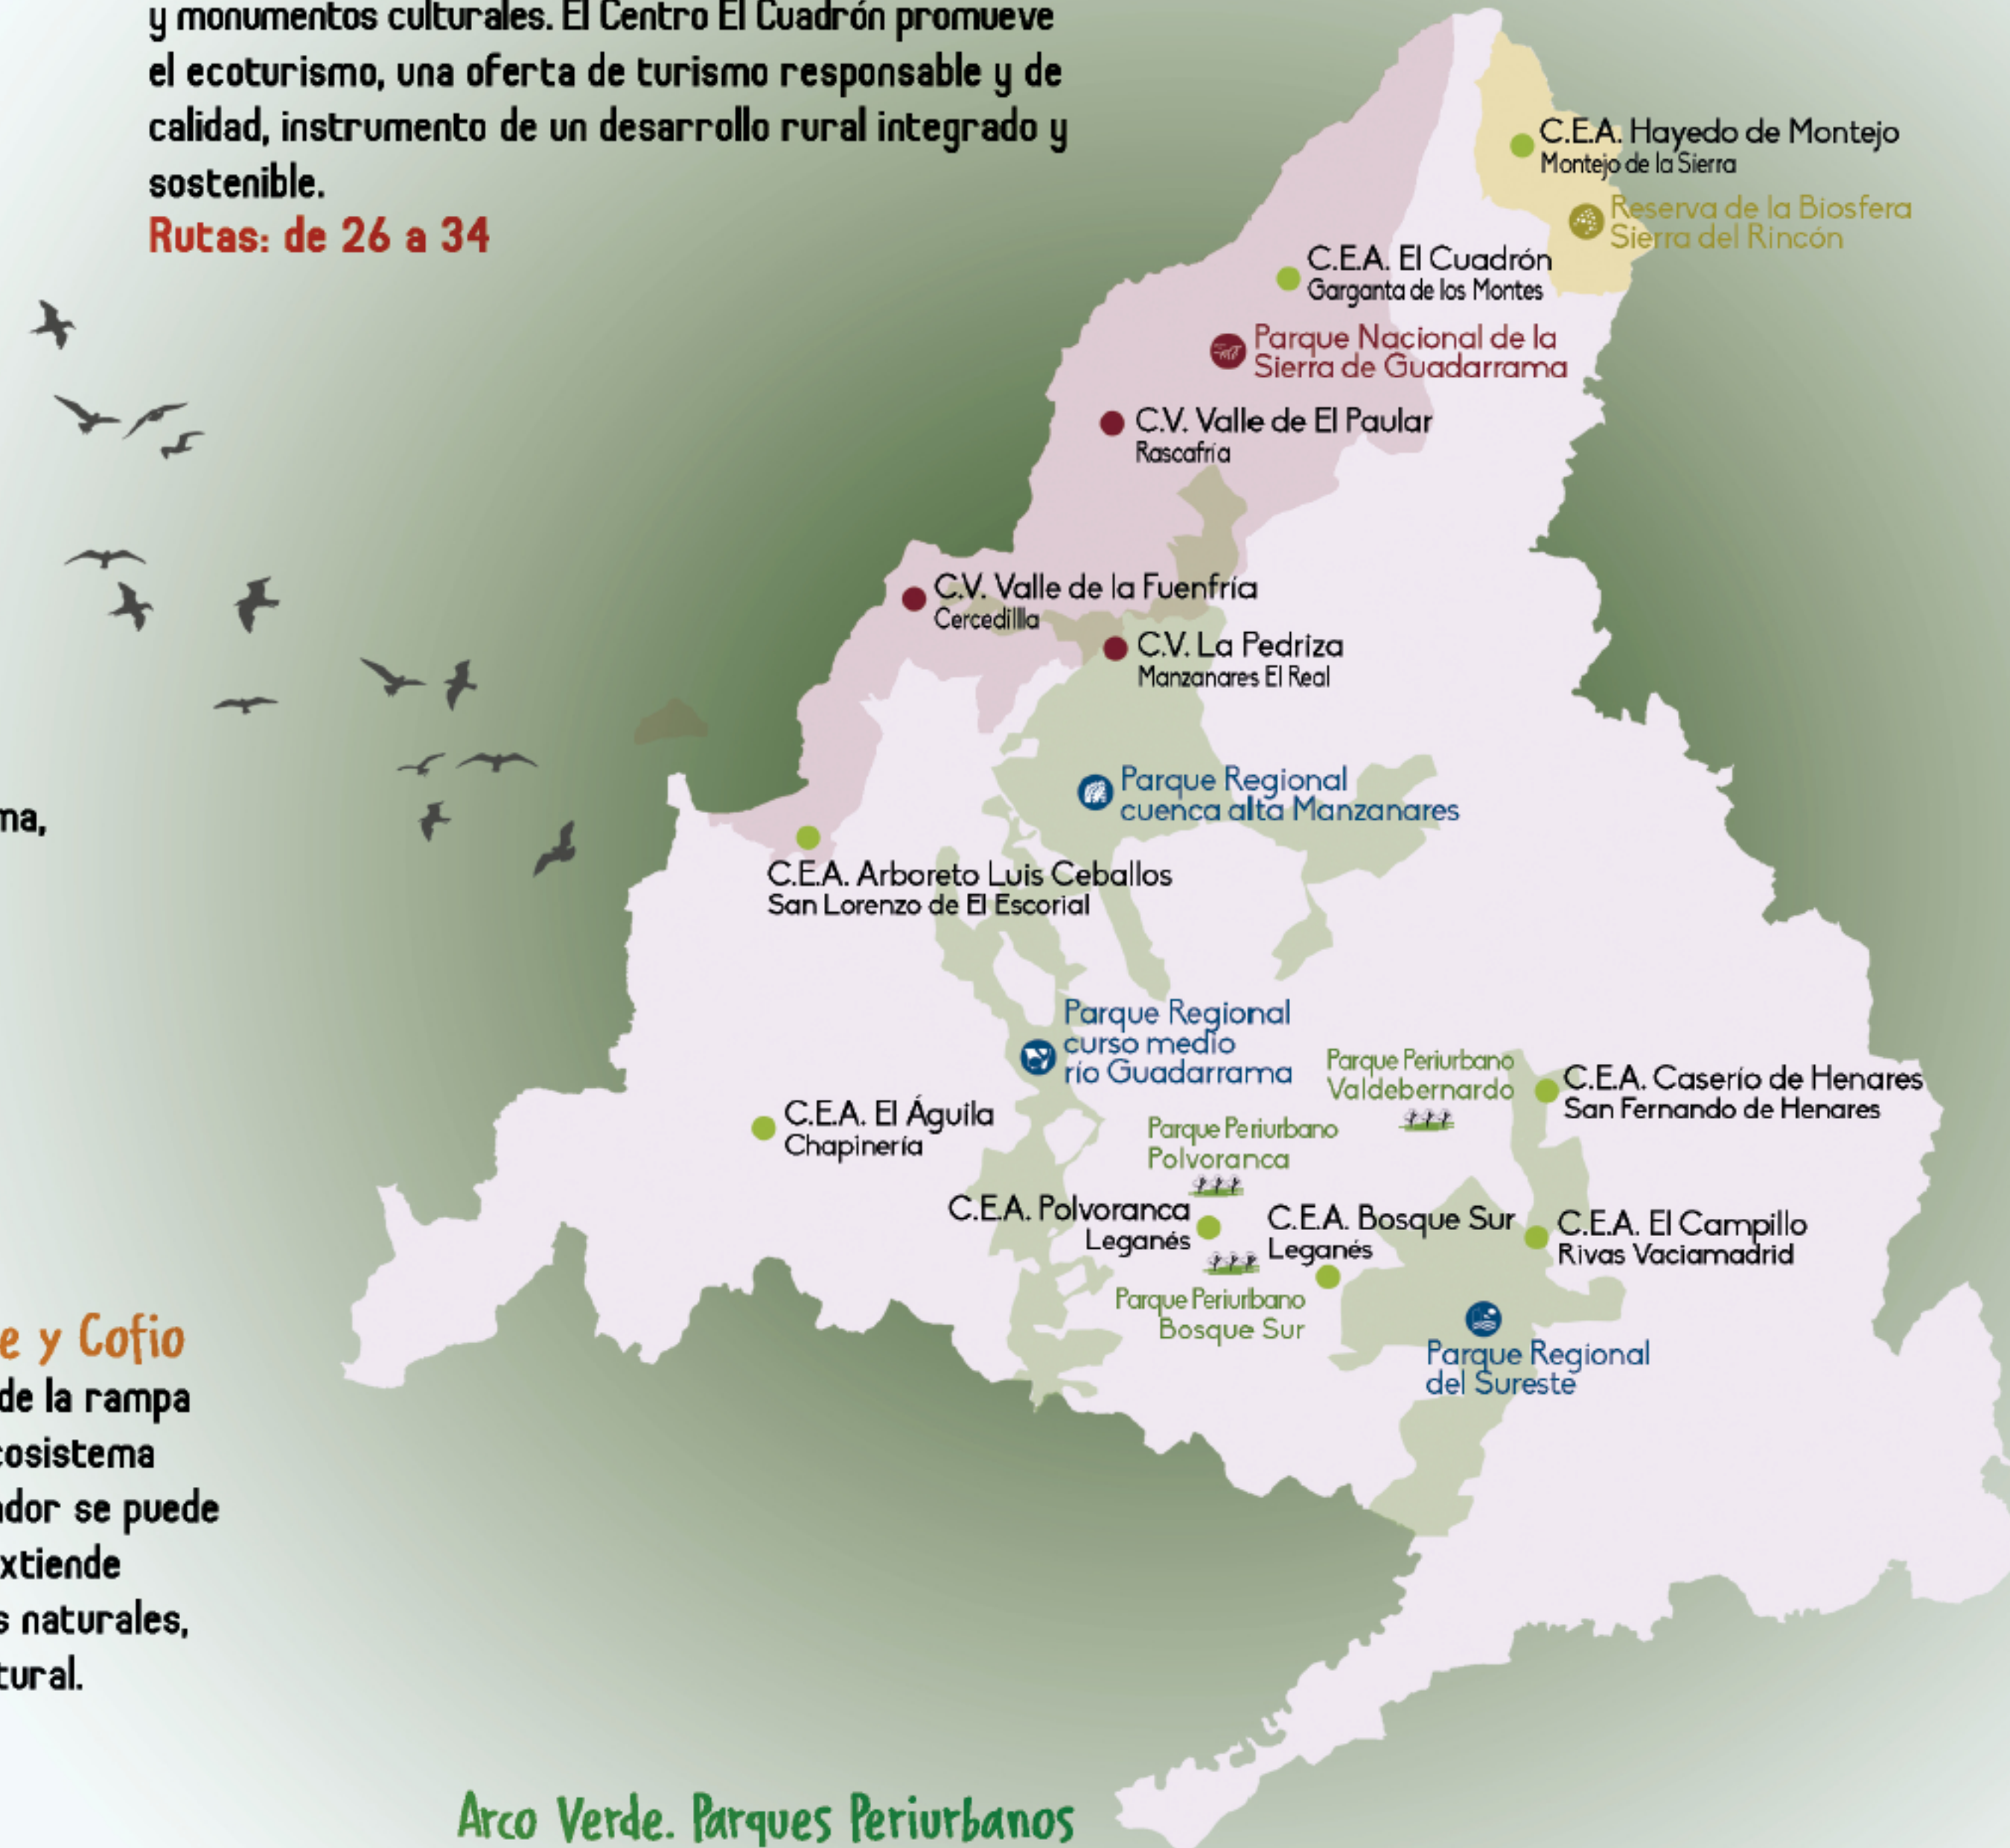 y monumentos culturales. El Centro El Cuadrón promueve
el ecoturismo, una oferta de turismo responsable y de
calidad, instrumento de un desarrollo rural integrado y
sostenible.
Rutas: de 26 a 34
ma,
e y Cofio
de la rampa
cosistema
ador se puede
xtiende
s naturales,
tural.
C.E.A. Hayedo de Montejo
Montejo de la Sierra
Reserva de la Biosfera
Sierra del Rincón
C.E.A. El Cuadrón
Garganta de los Montes
Parque Nacional de la
Sierra de Guadarrama
C.V. Valle de El Paular
Rascafría
C.V. Valle de la Fuenfría
Cercedillla
C.V. La Pedriza
Manzanares El Real
Parque Regional
cuenca alta Manzanares
C.E.A. Arboreto Luis Ceballos
San Lorenzo de El Escorial
Parque Regional
curso medio
río Guadarrama
Parque Periurbano
Valdebernardo
C.E.A. Caserío de Henares
San Fernando de Henares
C.E.A. El Águila
Chapinería
Parque Periurbano
Polvoranca
C.E.A. Polvoranca
Leganés
C.E.A. Bosque Sur
Leganés
C.E.A. El Campillo
Rivas Vaciamadrid
Parque Periurbano
Bosque Sur
Parque Regional
del Sureste
Arco Verde. Parques Periurbanos